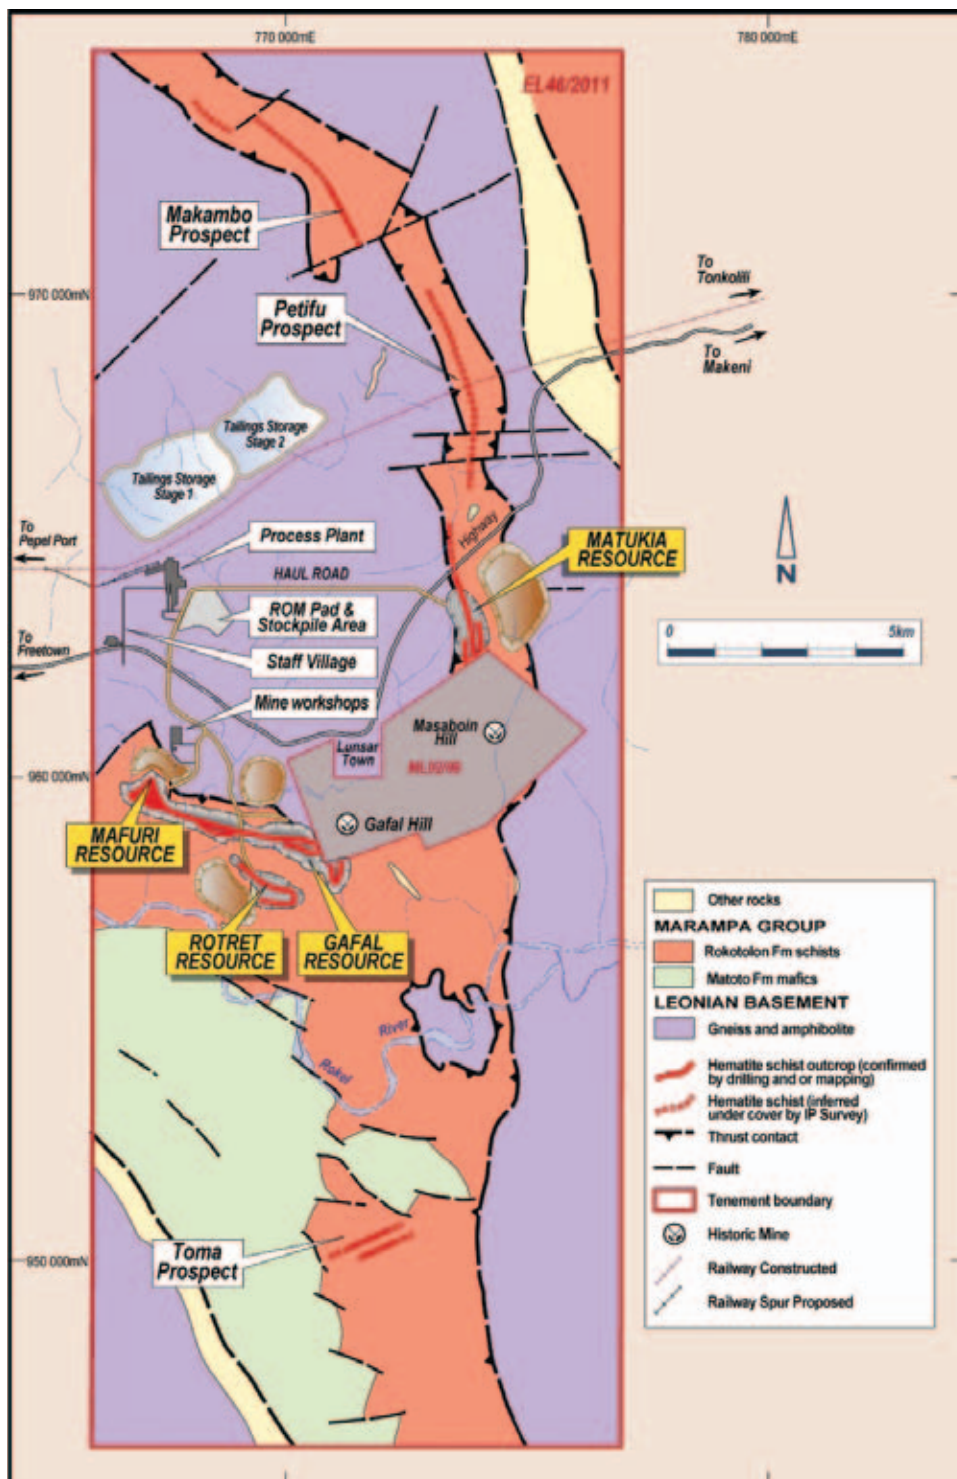 770 000mE
780 000mE
EL46/2011
Makambo
Prospect
To
Tonkolili
970 000mN
Petifu
Prospect
To
Makeni
Tailings Storage
Stage 2
Tailings Storage
Stage 1
To
Pepel Port
Process Plant
Highway
MATUKIA
RESOURCE
HAUL ROAD
ROM Pad &
Stockpile Area
N
To
Freetown
Staff Village
0
5km
Mine workshops
Masaboin
Hill
Lunsar
Town
960 000mN
Gafal Hill
MAFURI
RESOURCE
ROTRET
RESOURCE
GAFAL
RESOURCE
Rokel
River
950 000mN
Toma
Prospect
Other rocks
MARAMPA GROUP
Rokotolon Fm schists
Matoto Fm mafics
LEONIAN BASEMENT
Gneiss and amphibolite
Hematite schist outcrop (confirmed
by drilling and or mapping)
Hematite schist (inferred
under cover by IP Survey)
Thrust contact
Fault
Tenement boundary
Historic Mine
Railway Constructed
Railway Spur Proposed